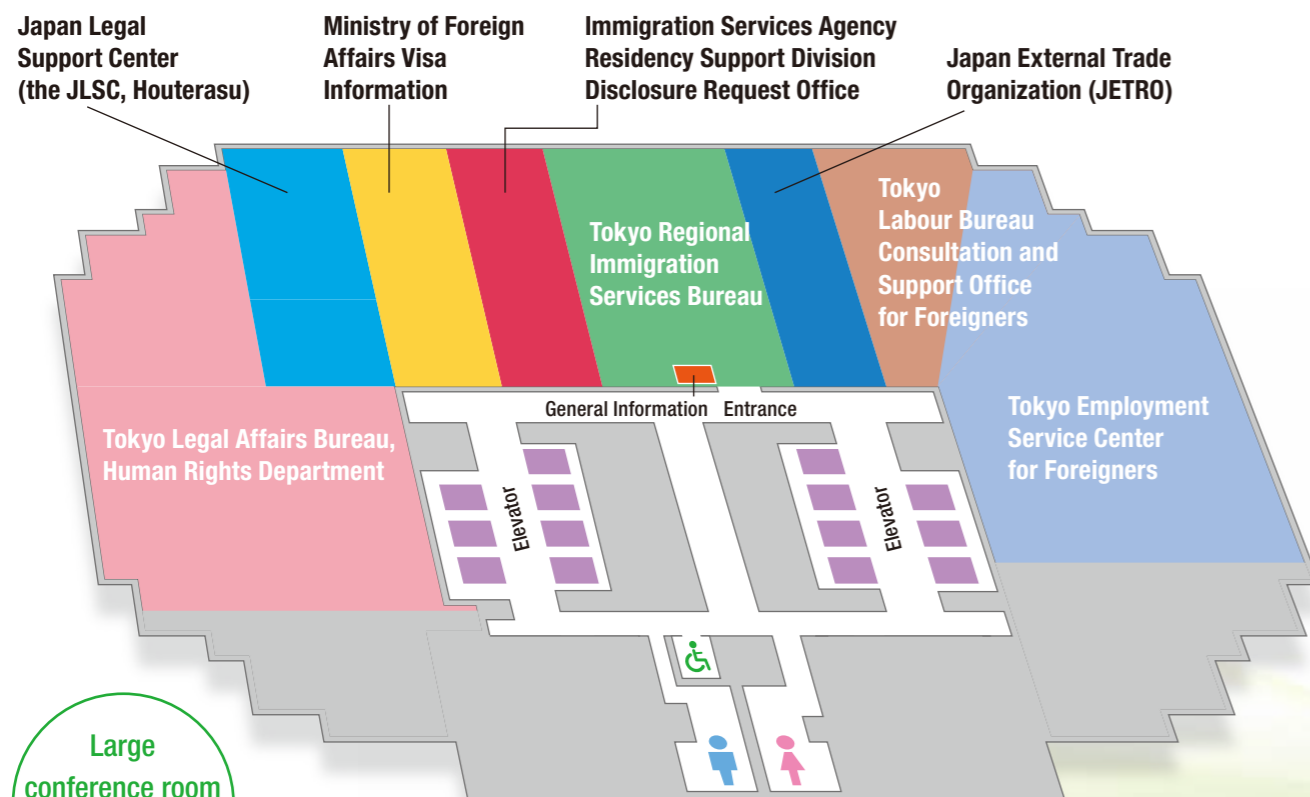 Japan Legal
Support Center
(the JLSC, Houterasu)
Ministry of Foreign
Affairs Visa
Information
Immigration Services Agency
Residency Support Division
Disclosure Request Office
Japan External Trade
Organization (JETRO)
Tokyo Regional
Immigration
Services Bureau
Tokyo
Labour Bureau
Consultation and
Support Office
for Foreigners
General Information
Entrance
Tokyo Legal Affairs Bureau,
Human Rights Department
Tokyo Employment
Service Center
for Foreigners
Elevator
Elevator
Large
conference room